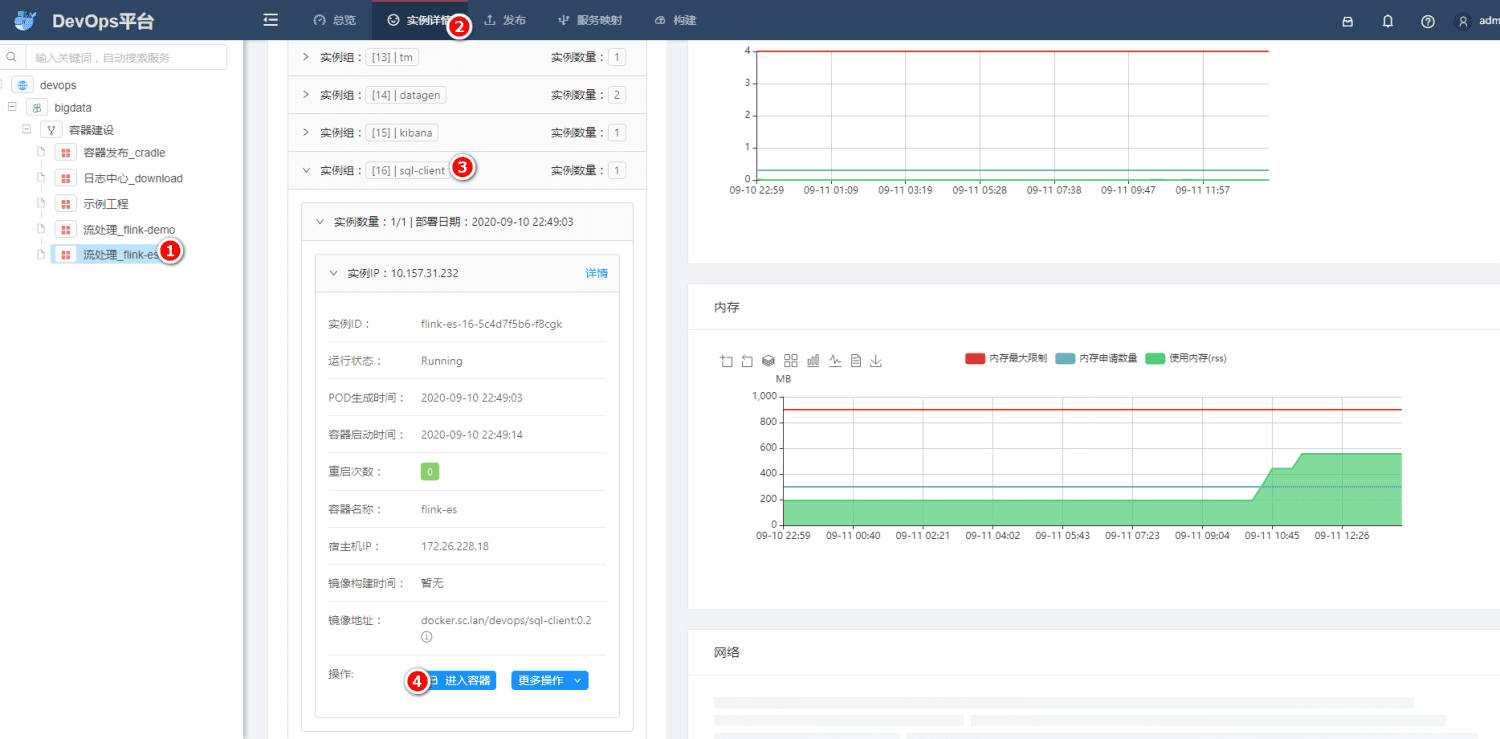 DevOps平台
总览
实例详情
2
发布
服务映射
构建
输入关键词，自动搜索服务
devops
bigdata
容器建设
容器发布_cradle
日志中心_download
示例工程
流处理_flink-demo
流处理_flink-es
1
实例组： [13] | tm 实例数量： 1
实例组： [14] | datagen 实例数量： 2
实例组： [15] | kibana 实例数量： 1
实例组： [16] | sql-client 3 实例数量： 1
实例数量：1/1 | 部署日期：2020-09-10 22:49:03
实例IP：10.157.31.232 详情
实例ID： flink-es-16-5c4d7f5b6-f8cgk
运行状态： Running
POD生成时间： 2020-09-10 22:49:03
容器启动时间： 2020-09-10 22:49:14
重启次数： 0
容器名称： flink-es
宿主机IP： 172.26.228.18
镜像构建时间： 暂无
镜像地址： docker.sc.lan/devops/sql-client:0.2
操作: 4 进入容器 更多操作
4
3
2
1
0
09-10 22:59 09-11 01:09 09-11 03:19 09-11 05:28 09-11 07:38 09-11 09:47 09-11 11:57
内存
内存最大限制 内存申请数量 使用内存(rss)
MB
1,000
800
600
400
200
0
09-10 22:59 09-11 00:40 09-11 02:21 09-11 04:02 09-11 05:43 09-11 07:23 09-11 09:04 09-11 10:45 09-11 12:26
网络